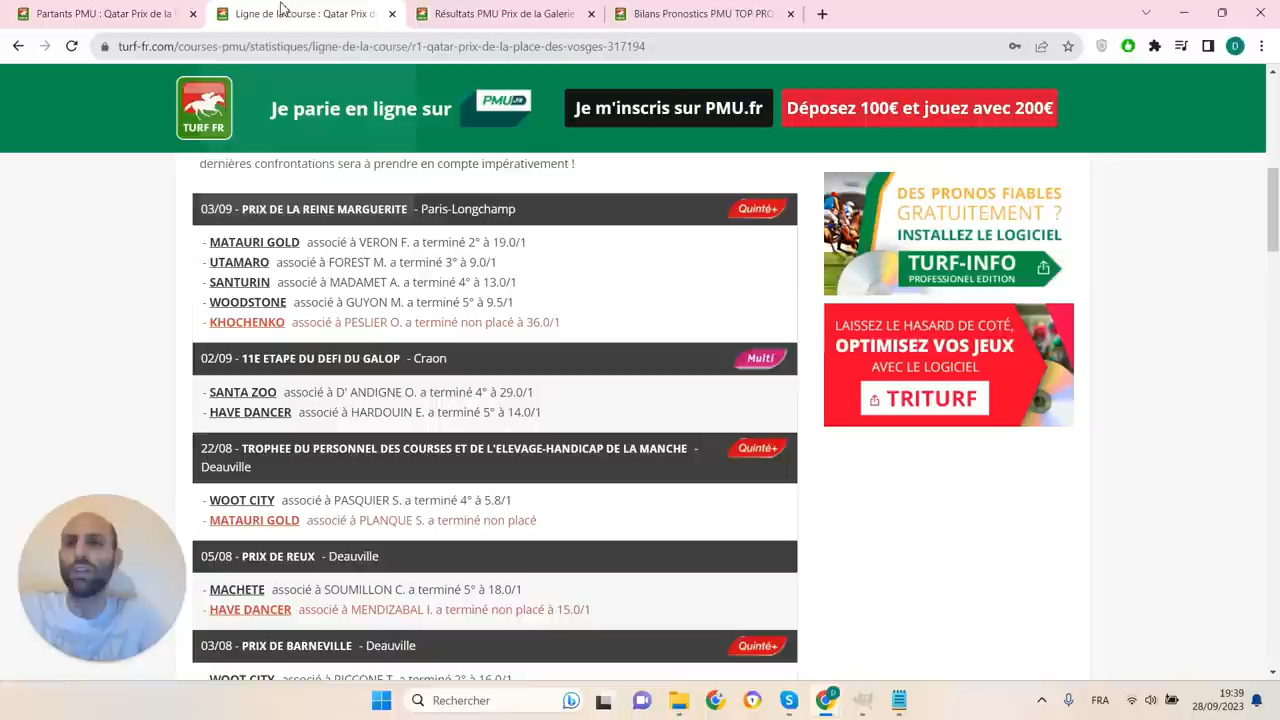 Partants PMU : Qatar Prix de la
Ligne de la course : Qatar Prix d
Résultats PMU Prix de la Galerie
Bilans Pronostics PMU TOP PRO
turf-fr.com/courses-pmu/statistiques/ligne-de-la-course/r1-qatar-prix-de-la-place-des-vosges-317194
D
TURF FR
Je parie en ligne sur
PMU.fr
Je m'inscris sur PMU.fr
Déposez 100€ et jouez avec 200€
dernières confrontations sera à prendre en compte impérativement !
03/09 - PRIX DE LA REINE MARGUERITE - Paris-Longchamp
Quinté+
- MATAURI GOLD associé à VERON F. a terminé 2° à 19.0/1
- UTAMARO associé à FOREST M. a terminé 3° à 9.0/1
- SANTURIN associé à MADAMET A. a terminé 4° à 13.0/1
- WOODSTONE associé à GUYON M. a terminé 5° à 9.5/1
- KHOCHENKO associé à PESLIER O. a terminé non placé à 36.0/1
02/09 - 11E ETAPE DU DEFI DU GALOP - Craon
Multi
- SANTA ZOO associé à D' ANDIGNE O. a terminé 4° à 29.0/1
- HAVE DANCER associé à HARDOUIN E. a terminé 5° à 14.0/1
22/08 - TROPHEE DU PERSONNEL DES COURSES ET DE L'ELEVAGE-HANDICAP DE LA MANCHE -
Deauville
Quinté+
- WOOT CITY associé à PASQUIER S. a terminé 4° à 5.8/1
- MATAURI GOLD associé à PLANQUE S. a terminé non placé
05/08 - PRIX DE REUX - Deauville
- MACHETE associé à SOUMILLON C. a terminé 5° à 18.0/1
- HAVE DANCER associé à MENDIZABAL I. a terminé non placé à 15.0/1
03/08 - PRIX DE BARNEVILLE - Deauville
Quinté+
- WOOT CITY associé à PICCONE T. a terminé 2° à 16.0/1
DES PRONOS FIABLES
GRATUITEMENT ?
INSTALLEZ LE LOGICIEL
TURF-INFO
PROFESSIONEL EDITION
LAISSEZ LE HASARD DE COTÉ,
OPTIMISEZ VOS JEUX
AVEC LE LOGICIEL
TRITURF
Rechercher
D
FRA
19:39
28/09/2023